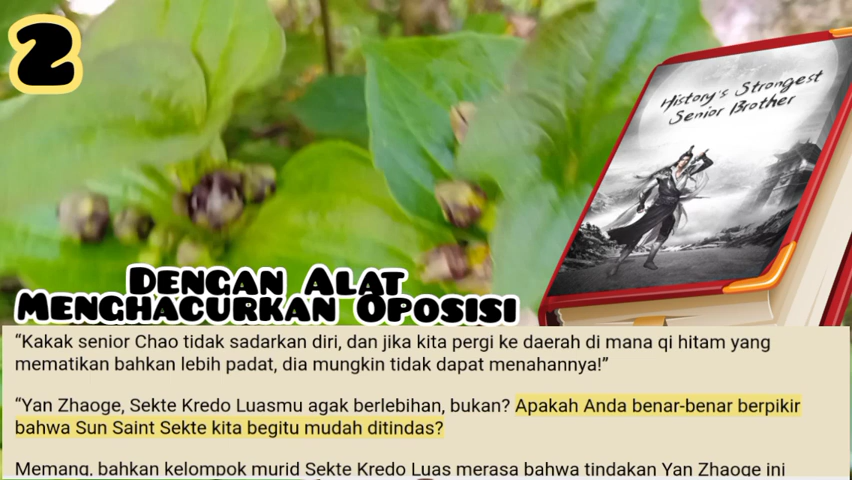 2
History's Strongest
Senior Brother
DENGAN ALAT
MENGHACURKAN OPOSISI
“Kakak senior Chao tidak sadarkan diri, dan jika kita pergi ke daerah di mana qi hitam yang
mematikan bahkan lebih padat, dia mungkin tidak dapat menahannya!”
“Yan Zhaoge, Sekte Kredo Luasmu agak berlebihan, bukan? Apakah Anda benar-benar berpikir
bahwa Sun Saint Sekte kita begitu mudah ditindas?
Memang, bahkan kelompok murid Sekte Kredo Luas merasa bahwa tindakan Yan Zhaoge ini